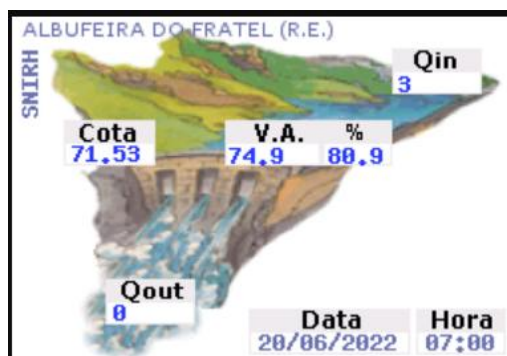 ALBUFEIRA DO FRATEL (R.E.)
SNIRH
Qin
3
Cota
71.53
V.A. %
74.9 80.9
Qout
0
Data Hora
20/06/2022 07:00